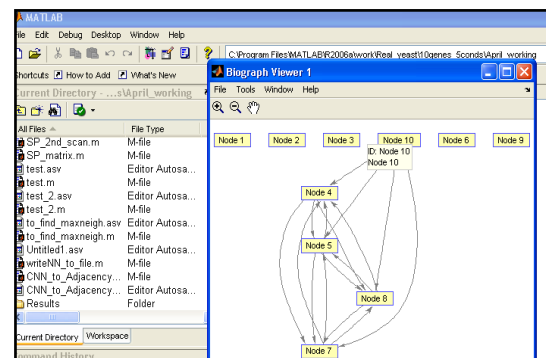 MATLAB
File Edit Debug Desktop Window Help
C:\Program Files\MATLAB\R2006a\work\Real_yeast\10genes_5conds\April_working
Shortcuts How to Add What's New
Current Directory - ...s\April_working
All Files File Type
SP_2nd_scan.m M-file
SP_matrix.m M-file
test.asv Editor Autosa...
test.m M-file
test_2.asv Editor Autosa...
test_2.m M-file
to_find_maxneigh.asv Editor Autosa...
to_find_maxneigh.m M-file
Untitled1.asv Editor Autosa...
writeNN_to_file.m M-file
CNN_to_Adjacency... M-file
CNN_to_Adjacency... Editor Autosa...
Results Folder
Current Directory Workspace
Command History
Biograph Viewer 1
File Tools Window Help
Node 1 Node 2 Node 3 Node 10 Node 6 Node 9
ID: Node 10
Node 10
Node 4
Node 5
Node 8
Node 7